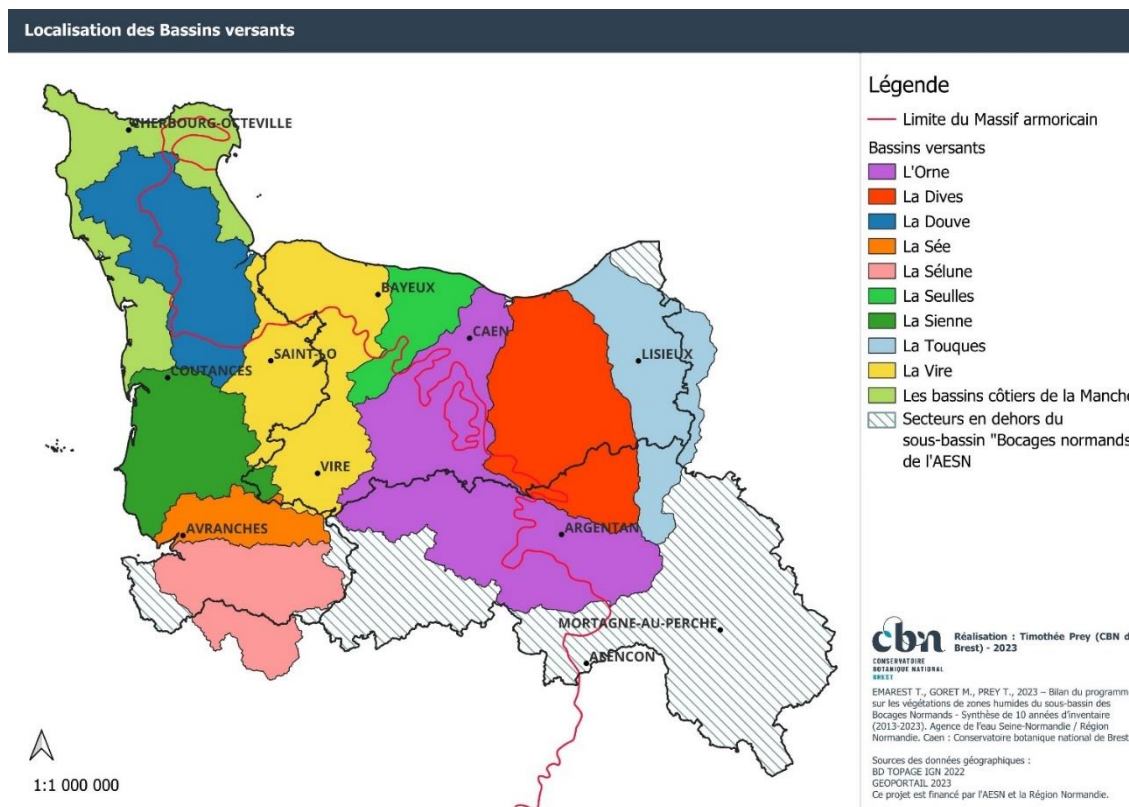 Localisation des Bassins versants
CHERBOURG-OCTEVILLE
BAYEUX
CAEN
SAINT-LO
LISIEUX
COUTANCES
VIRE
AVRANCHES
ARGENTAN
MORTAGNE-AU-PERCHE
ALENCON
1:1 000 000
Légende
Limite du Massif armoricain
Bassins versants
L'Orne
La Dives
La Douve
La Sée
La Sélune
La Seulles
La Sienne
La Touques
La Vire
Les bassins côtiers de la Manche
Secteurs en dehors du
sous-bassin "Bocages normands
de l'AESN
cbn
CONSERVATOIRE
BOTANIQUE NATIONAL
BREST
Réalisation : Timothée Prey (CBN d
Brest) - 2023
EMAREST T., GORET M., PREY T., 2023 – Bilan du programme
sur les végétations de zones humides du sous-bassin des
Bocages Normands - Synthèse de 10 années d'inventaire
(2013-2023). Agence de l'eau Seine-Normandie / Région
Normandie. Caen : Conservatoire botanique national de Brest
Sources des données géographiques :
BD TOPAGE IGN 2022
GEOPORTAIL 2023
Ce projet est financé par l'AESN et la Région Normandie.